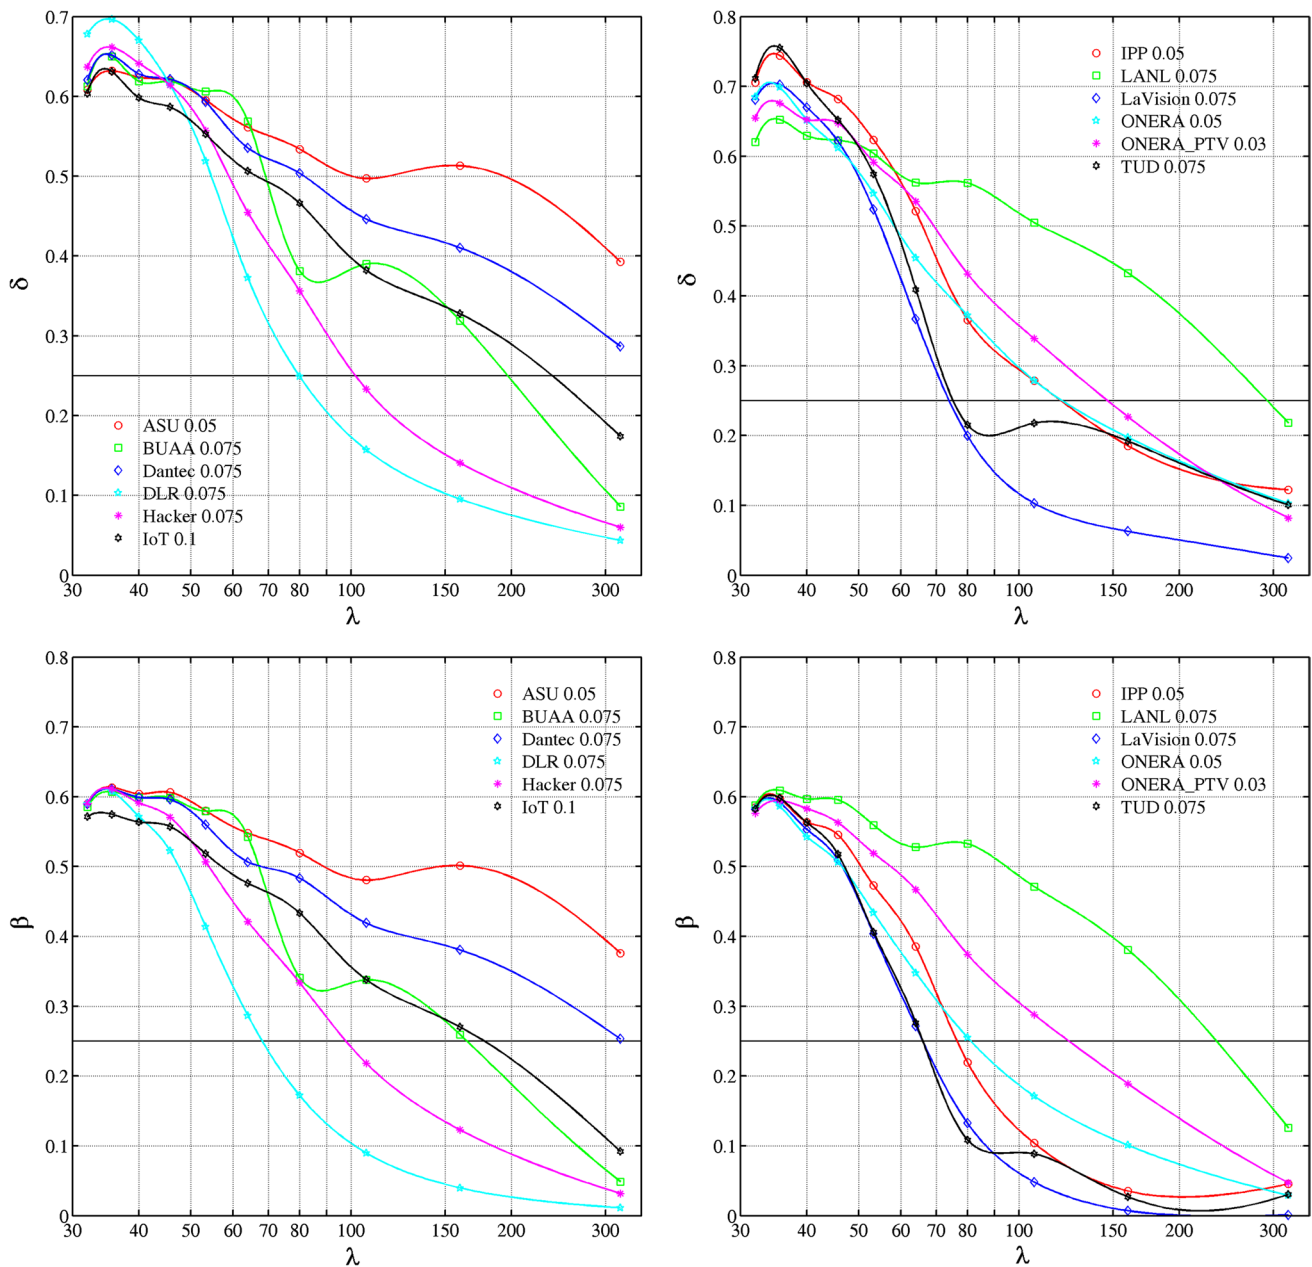 0.7
0.6
0.5
0.4
0.3
0.2
0.1
0
δ
ASU 0.05
BUAA 0.075
Dantec 0.075
DLR 0.075
Hacker 0.075
IoT 0.1
30 40 50 60 70 80 100 150 200 300
λ
0.8
0.7
0.6
0.5
0.4
0.3
0.2
0.1
0
δ
IPP 0.05
LANL 0.075
LaVision 0.075
ONERA 0.05
ONERA_PTV 0.03
TUD 0.075
30 40 50 60 70 80 100 150 200 300
λ
0.8
0.7
0.6
0.5
0.4
0.3
0.2
0.1
0
β
ASU 0.05
BUAA 0.075
Dantec 0.075
DLR 0.075
Hacker 0.075
IoT 0.1
30 40 50 60 70 80 100 150 200 300
λ
0.8
0.7
0.6
0.5
0.4
0.3
0.2
0.1
0
β
IPP 0.05
LANL 0.075
LaVision 0.075
ONERA 0.05
ONERA_PTV 0.03
TUD 0.075
30 40 50 60 70 80 100 150 200 300
λ